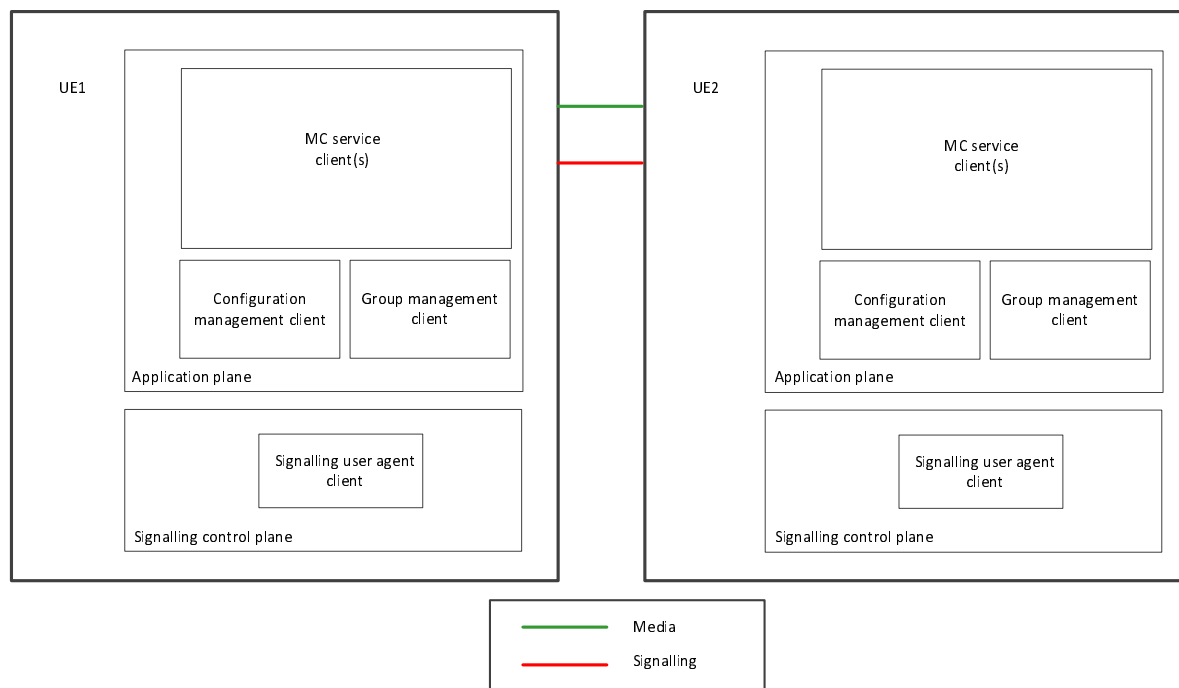 UE1
MC service
client(s)
Configuration
management client
Group management
client
Application plane
Signalling user agent
client
Signalling control plane
UE2
MC service
client(s)
Configuration
management client
Group management
client
Application plane
Signalling user agent
client
Signalling control plane
Media
Signalling